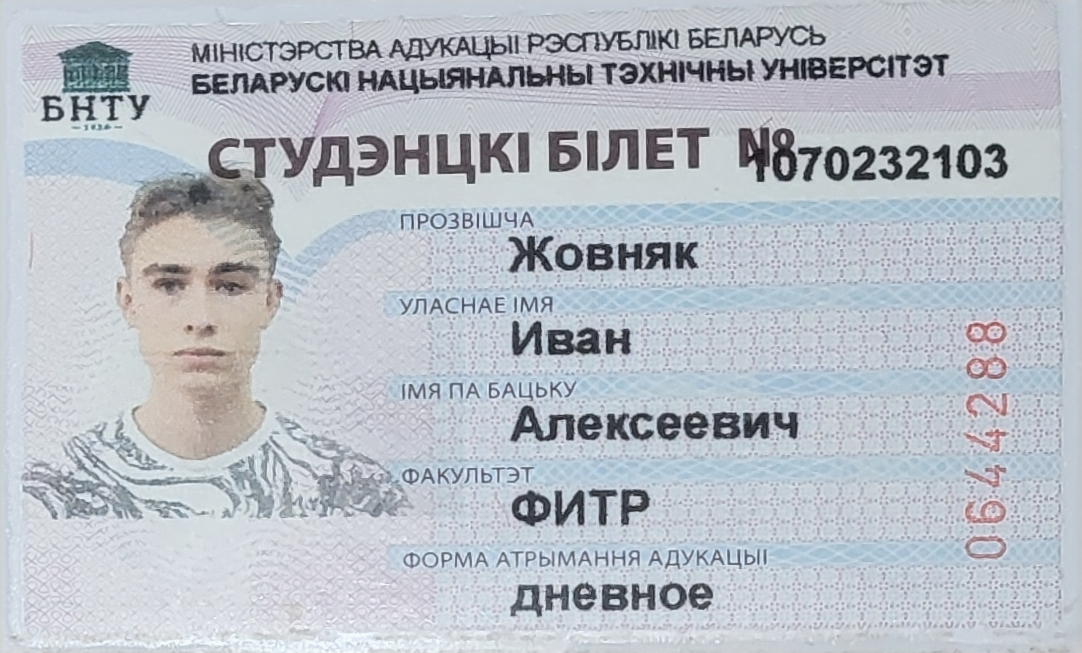 МІНІСТЭРСТВА АДУКАЦЫІ РЭСПУБЛІКІ БЕЛАРУСЬ
БЕЛАРУСКІ НАЦЫЯНАЛЬНЫ ТЭХНІЧНЫ УНІВЕРСІТЭТ
БНТУ
1920
СТУДЭНЦКІ БІЛЕТ № 1070232103
ПРОЗВІШЧА
Жовняк
УЛАСНАЕ ІМЯ
Иван
ІМЯ ПА БАЦЬКУ
Алексеевич
ФАКУЛЬТЭТ
ФИТР
ФОРМА АТРЫМАННЯ АДУКАЦЫІ
дневное
0644288